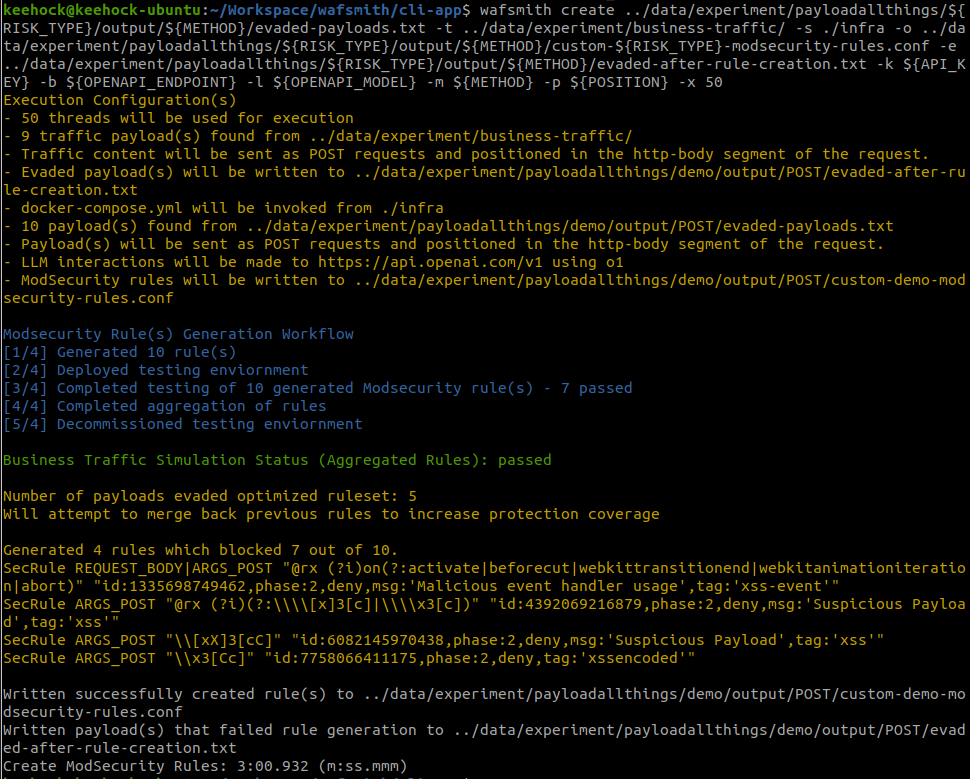 keehock@keehock-ubuntu:~/Workspace/wafsmith/cli-app$ wafsmith create ../data/experiment/payloadallthings/${
RISK_TYPE}/output/${METHOD}/evaded-payloads.txt -t ../data/experiment/business-traffic/ -s ./infra -o ../da
ta/experiment/payloadallthings/${RISK_TYPE}/output/${METHOD}/custom-${RISK_TYPE}-modsecurity-rules.conf -e
../data/experiment/payloadallthings/${RISK_TYPE}/output/${METHOD}/evaded-after-rule-creation.txt -k ${API_K
EY} -b ${OPENAPI_ENDPOINT} -l ${OPENAPI_MODEL} -m ${METHOD} -p ${POSITION} -x 50
Execution Configuration(s)
- 50 threads will be used for execution
- 9 traffic payload(s) found from ../data/experiment/business-traffic/
- Traffic content will be sent as POST requests and positioned in the http-body segment of the request.
- Evaded payload(s) will be written to ../data/experiment/payloadallthings/demo/output/POST/evaded-after-ru
le-creation.txt
- docker-compose.yml will be invoked from ./infra
- 10 payload(s) found from ../data/experiment/payloadallthings/demo/output/POST/evaded-payloads.txt
- Payload(s) will be sent as POST requests and positioned in the http-body segment of the request.
- LLM interactions will be made to https://api.openai.com/v1 using o1
- ModSecurity rules will be written to ../data/experiment/payloadallthings/demo/output/POST/custom-demo-mod
security-rules.conf
Modsecurity Rule(s) Generation Workflow
[1/4] Generated 10 rule(s)
[2/4] Deployed testing enviornment
[3/4] Completed testing of 10 generated Modsecurity rule(s) - 7 passed
[4/4] Completed aggregation of rules
[5/4] Decommissioned testing enviornment
Business Traffic Simulation Status (Aggregated Rules): passed
Number of payloads evaded optimized ruleset: 5
Will attempt to merge back previous rules to increase protection coverage
Generated 4 rules which blocked 7 out of 10.
SecRule REQUEST_BODY|ARGS_POST "@rx (?i)on(?:activate|beforecut|webkittransitionend|webkitanimationiteratio
n|abort)" "id:1335698749462,phase:2,deny,msg:'Malicious event handler usage',tag:'xss-event'"
SecRule ARGS_POST "@rx (?i)(?:\\\\[x]3[c]|\\\\x3[c])" "id:4392069216879,phase:2,deny,msg:'Suspicious Payloa
d',tag:'xss'"
SecRule ARGS_POST "\\[xX]3[cC]" "id:6082145970438,phase:2,deny,msg:'Suspicious Payload',tag:'xss'"
SecRule ARGS_POST "\\x3[Cc]" "id:7758066411175,phase:2,deny,tag:'xssencoded'"
Written successfully created rule(s) to ../data/experiment/payloadallthings/demo/output/POST/custom-demo-mo
dsecurity-rules.conf
Written payload(s) that failed rule generation to ../data/experiment/payloadallthings/demo/output/POST/evad
ed-after-rule-creation.txt
Create ModSecurity Rules: 3:00.932 (m:ss.mmm)